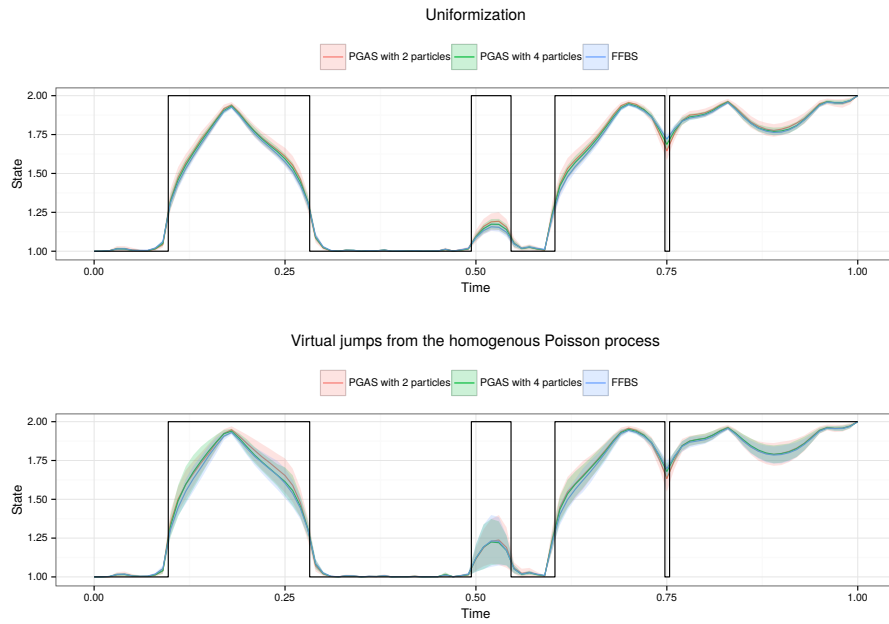 Uniformization
PGAS with 2 particles PGAS with 4 particles FFBS
2.00
1.75
1.50
1.25
1.00
State
0.00 0.25 0.50 0.75 1.00
Time
Virtual jumps from the homogenous Poisson process
PGAS with 2 particles PGAS with 4 particles FFBS
2.00
1.75
1.50
1.25
1.00
State
0.00 0.25 0.50 0.75 1.00
Time